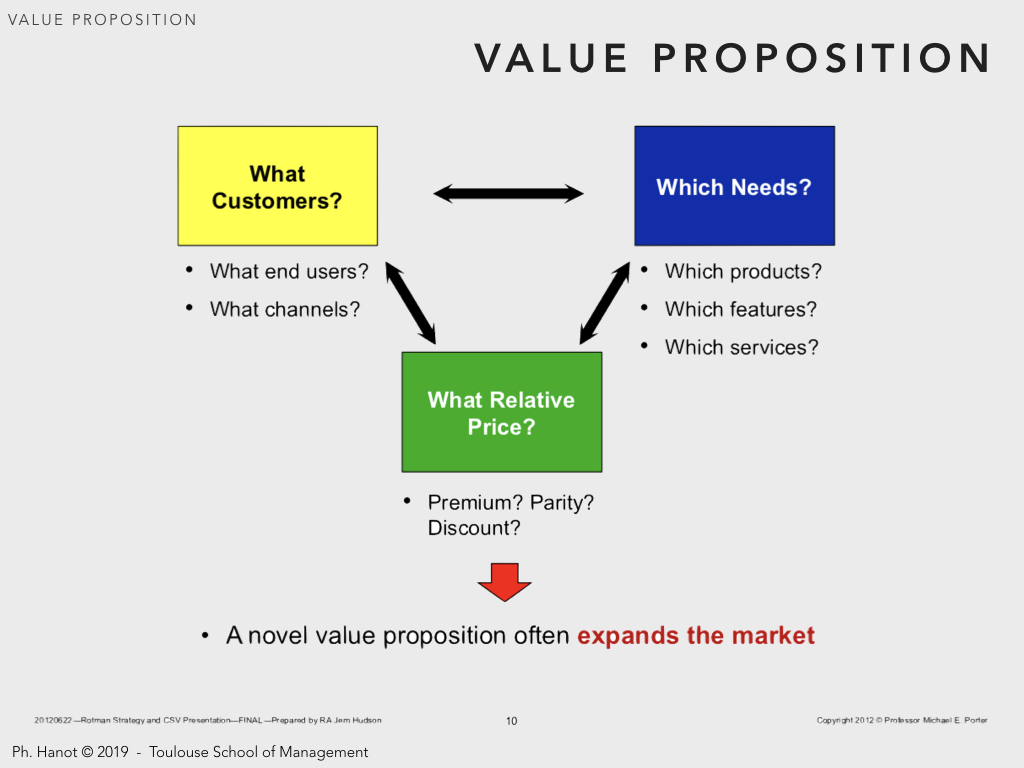 VALUE PROPOSITION
VALUE PROPOSITION
What
Customers?
• What end users?
• What channels?
Which Needs?
• Which products?
• Which features?
• Which services?
What Relative
Price?
• Premium? Parity?
Discount?
• A novel value proposition often expands the market
20120622—Rotman Strategy and CSV Presentation—FINAL—Prepared by RA Jem Hudson
10
Copyright 2012 © Professor Michael E. Porter
Ph. Hanot © 2019 - Toulouse School of Management